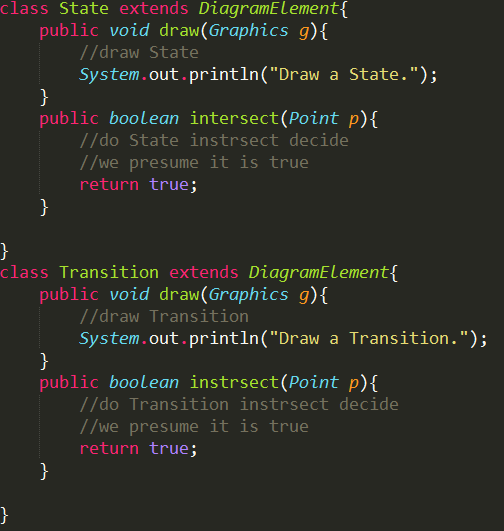 class State extends DiagramElement{
    public void draw(Graphics g){
        //draw State
        System.out.println("Draw a State.");
    }
    public boolean intersect(Point p){
        //do State instrsect decide
        //we presume it is true
        return true;
    }

}
class Transition extends DiagramElement{
    public void draw(Graphics g){
        //draw Transition
        System.out.println("Draw a Transition.");
    }
    public boolean instrsect(Point p){
        //do Transition instrsect decide
        //we presume it is true
        return true;
    }

}